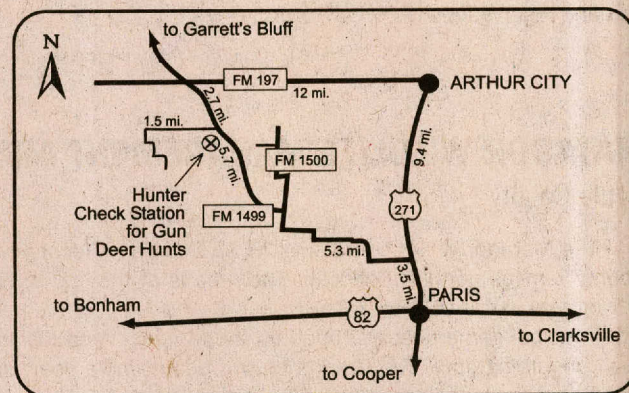 to Garrett's Bluff
N
FM 197
12 mi.
ARTHUR CITY
2.7 mi.
1.5 mi.
9.4 mi.
5.7 mi.
FM 1500
Hunter
Check Station
for Gun
Deer Hunts
FM 1499
271
5.3 mi.
3.5 mi.
to Bonham
PARIS
82
to Clarksville
to Cooper